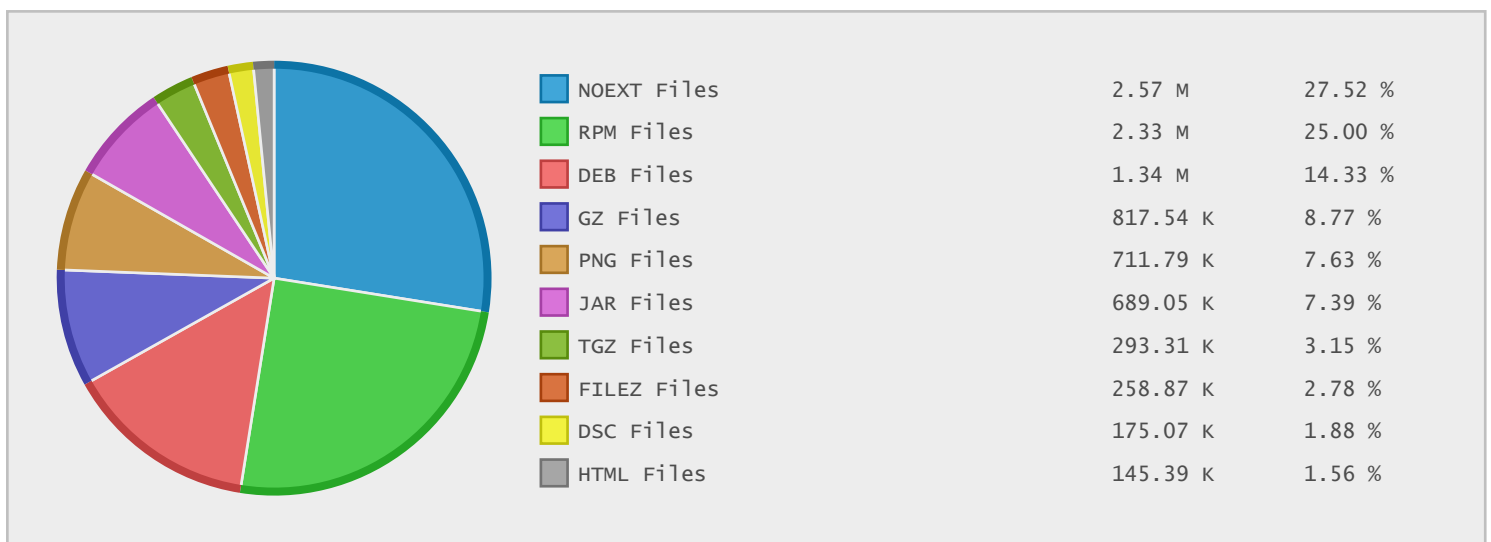 NOEXT Files 2.57 M 27.52 %
RPM Files 2.33 M 25.00 %
DEB Files 1.34 M 14.33 %
GZ Files 817.54 K 8.77 %
PNG Files 711.79 K 7.63 %
JAR Files 689.05 K 7.39 %
TGZ Files 293.31 K 3.15 %
FILEZ Files 258.87 K 2.78 %
DSC Files 175.07 K 1.88 %
HTML Files 145.39 K 1.56 %